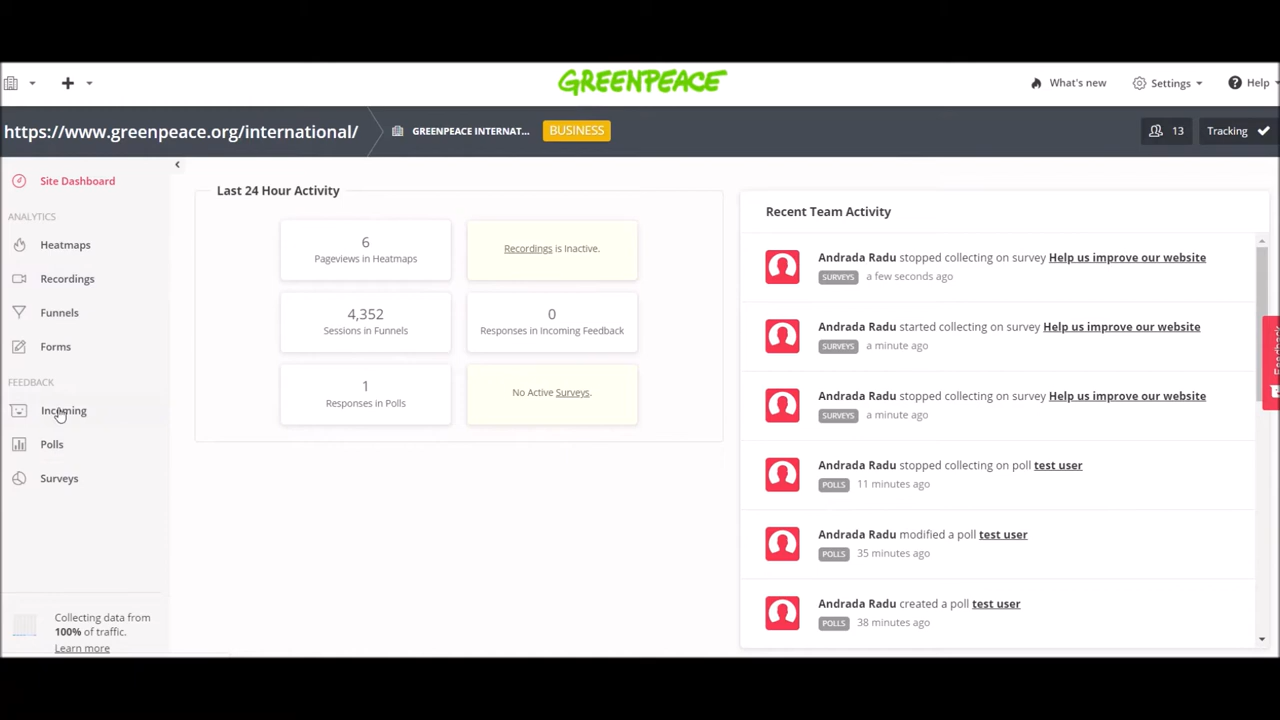 GREENPEACE
What's new
Settings
Help
https://www.greenpeace.org/international/
GREENPEACE INTERNAT...
BUSINESS
13
Tracking
Site Dashboard
ANALYTICS
Heatmaps
Recordings
Funnels
Forms
FEEDBACK
Incoming
Polls
Surveys
Collecting data from
100% of traffic.
Learn more
Last 24 Hour Activity
6
Pageviews in Heatmaps
Recordings is Inactive.
4,352
Sessions in Funnels
0
Responses in Incoming Feedback
1
Responses in Polls
No Active Surveys.
Recent Team Activity
Andrada Radu stopped collecting on survey Help us improve our website
SURVEYS a few seconds ago
Andrada Radu started collecting on survey Help us improve our website
SURVEYS a minute ago
Andrada Radu stopped collecting on survey Help us improve our website
SURVEYS a minute ago
Andrada Radu stopped collecting on poll test user
POLLS 11 minutes ago
Andrada Radu modified a poll test user
POLLS 35 minutes ago
Andrada Radu created a poll test user
POLLS 38 minutes ago